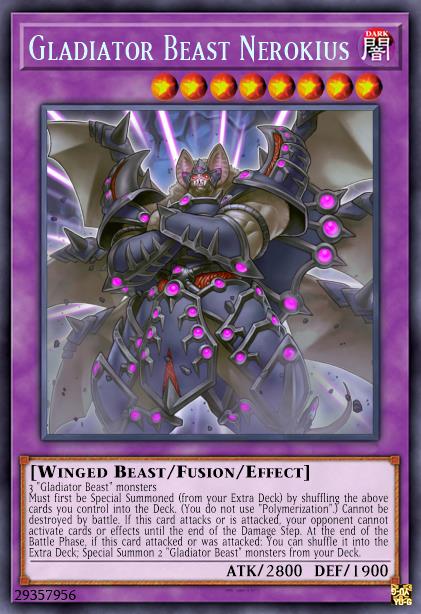 GLADIATOR BEAST NEROKIUS
DARK
闇
[WINGED BEAST/FUSION/EFFECT]
3 "Gladiator Beast" monsters
Must first be Special Summoned (from your Extra Deck) by shuffling the above
cards you control into the Deck. (You do not use "Polymerization".) Cannot be
destroyed by battle. If this card attacks or is attacked, your opponent cannot
activate cards or effects until the end of the Damage Step. At the end of the
Battle Phase, if this card attacked or was attacked: You can shuffle it into the
Extra Deck; Special Summon 2 "Gladiator Beast" monsters from your Deck.
ATK/2800 DEF/1900
29357956